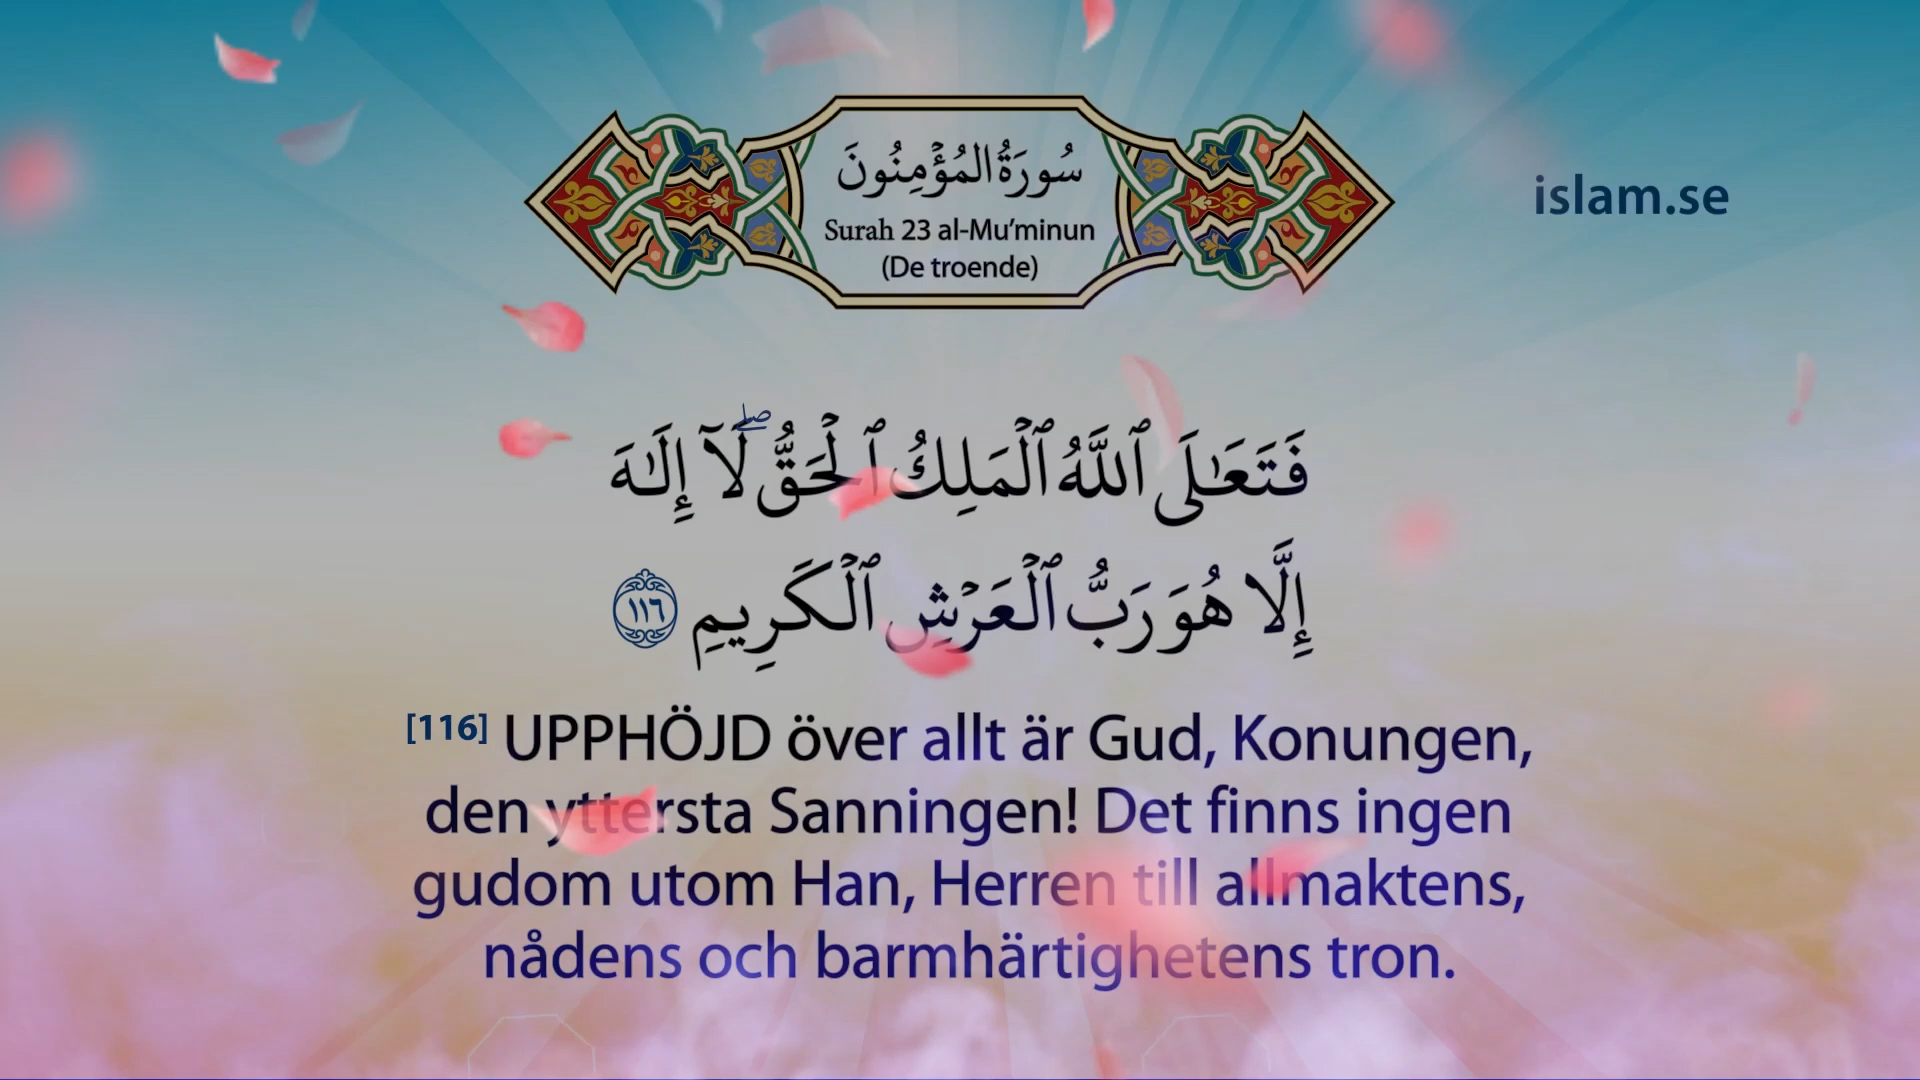 سُورَةُ المُؤۡمِنُونَ
Surah 23 al-Mu’minun
(De troende)
islam.se
فَتَعَٰلَى ٱللَّهُ ٱلۡمَلِكُ ٱلۡحَقُّۖ لَآ إِلَٰهَ
إِلَّا هُوَ رَبُّ ٱلۡعَرۡشِ ٱلۡكَرِيمِ ١١٦
[116] UPPHÖJD över allt är Gud, Konungen,
den yttersta Sanningen! Det finns ingen
gudom utom Han, Herren till allmaktens,
nådens och barmhärtighetens tron.